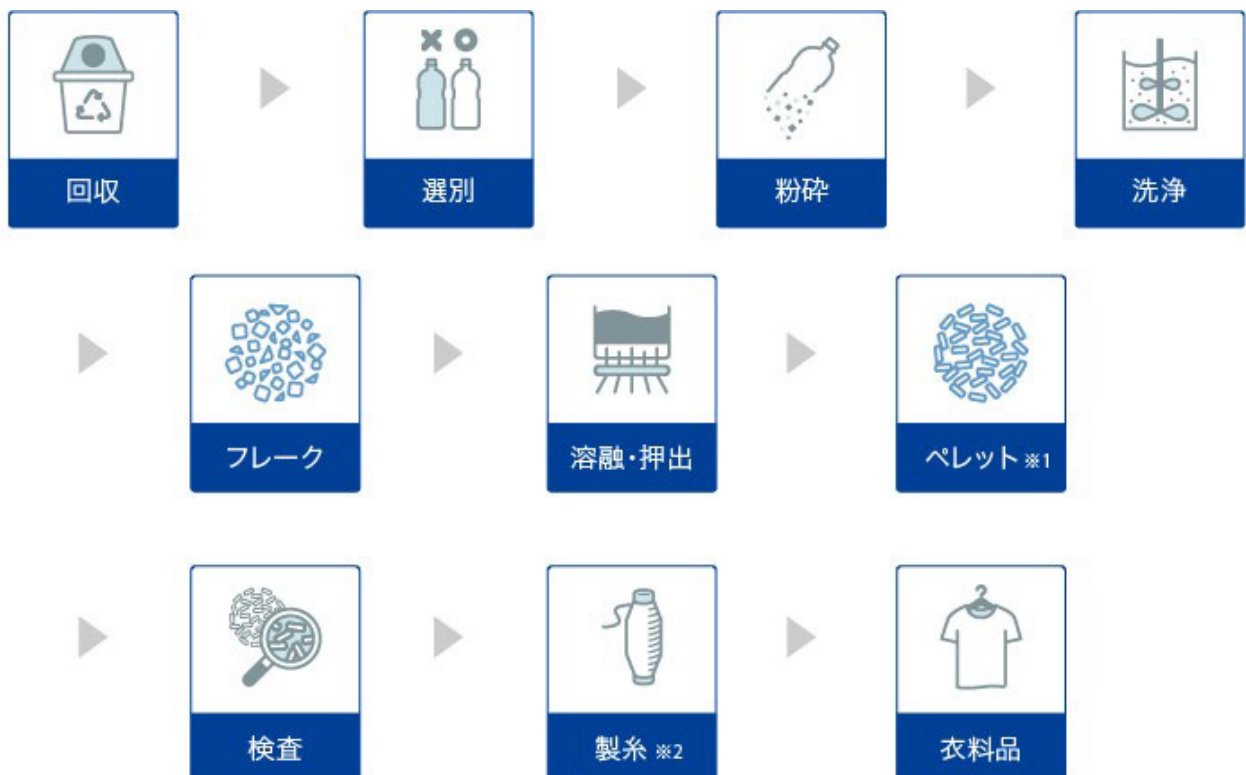 回収
選別
粉砕
洗浄
フレーク
溶融・押出
ペレット ※1
検査
製糸 ※2
衣料品